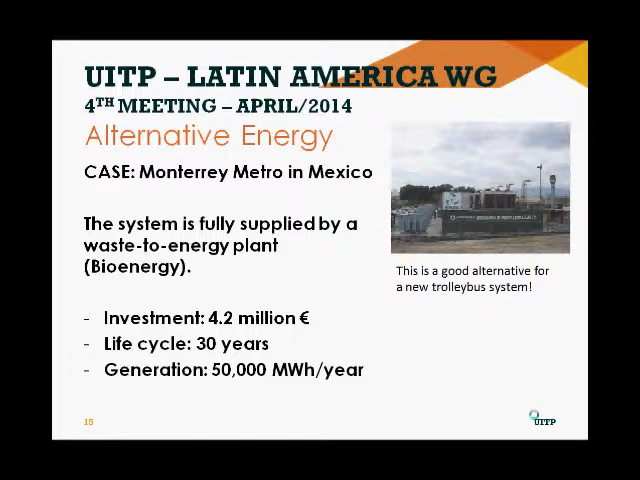 UITP – LATIN AMERICA WG
4TH MEETING – APRIL/2014
Alternative Energy
CASE: Monterrey Metro in Mexico
The system is fully supplied by a
waste-to-energy plant
(Bioenergy).
- Investment: 4.2 million €
- Life cycle: 30 years
- Generation: 50,000 MWh/year
This is a good alternative for
a new trolleybus system!
15
UITP